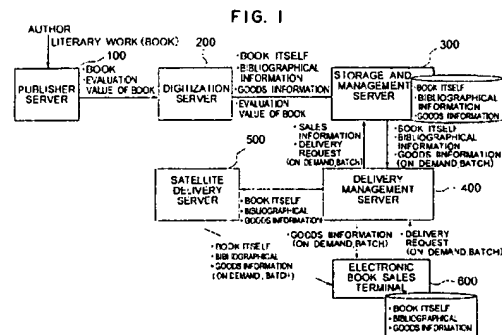 FIG. 1
AUTHOR
LITERARY WORK (BOOK)
100
· BOOK
· EVALUATION
VALUE OF BOOK
PUBLISHER
SERVER
200
DIGITIZATION
SERVER
· BOOK ITSELF
· BIBLIOGRAPHICAL
INFORMATION
· GOODS INFORMATION
· EVALUATION
VALUE OF BOOK
300
STORAGE AND
MANAGEMENT
SERVER
· BOOK ITSELF
· BIBLIOGRAPHICAL
INFORMATION
· GOODS INFORMATION
· SALES
INFORMATION
· DELIVERY
REQUEST
(ON DEMAND, BATCH)
· BOOK ITSELF
· BIBLIOGRAPHICAL
INFORMATION
· GOODS INFORMATION
(ON DEMAND, BATCH)
500
SATELLITE
DELIVERY
SERVER
· BOOK ITSELF
· BIBLIOGRAPHICAL
· GOODS INFORMATION
DELIVERY
MANAGEMENT
SERVER
400
· BOOK ITSELF
· BIBLIOGRAPHICAL
· GOODS INFORMATION
(ON DEMAND, BATCH)
· GOODS INFORMATION
(ON DEMAND, BATCH)
· DELIVERY
REQUEST
(ON DEMAND, BATCH)
ELECTRONIC
BOOK SALES
TERMINAL
600
· BOOK ITSELF
· BIBLIOGRAPHICAL
· GOODS INFORMATION